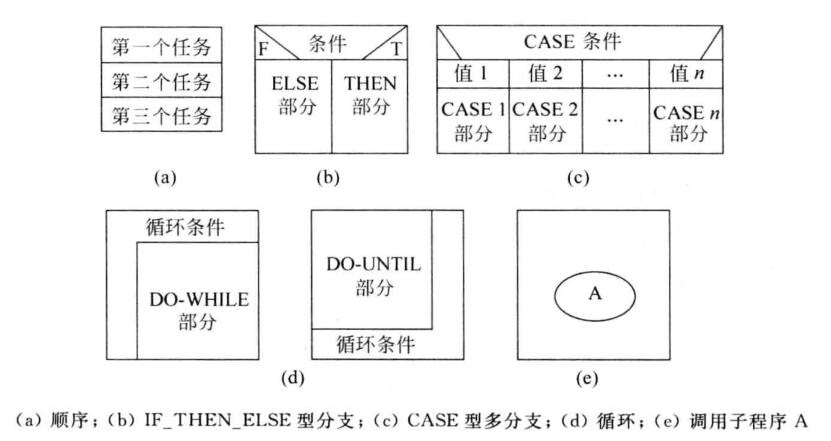 第一个任务
第二个任务
第三个任务
(a)
F 条件 T
ELSE THEN
部分 部分
(b)
CASE 条件
值 1 值 2 … 值 n
CASE 1 CASE 2 … CASE n
部分 部分 部分
(c)
循环条件
DO-WHILE
部分
DO-UNTIL
部分
循环条件
(d)
A
(e)
(a) 顺序；(b) IF_THEN_ELSE 型分支；(c) CASE 型多分支；(d) 循环；(e) 调用子程序 A